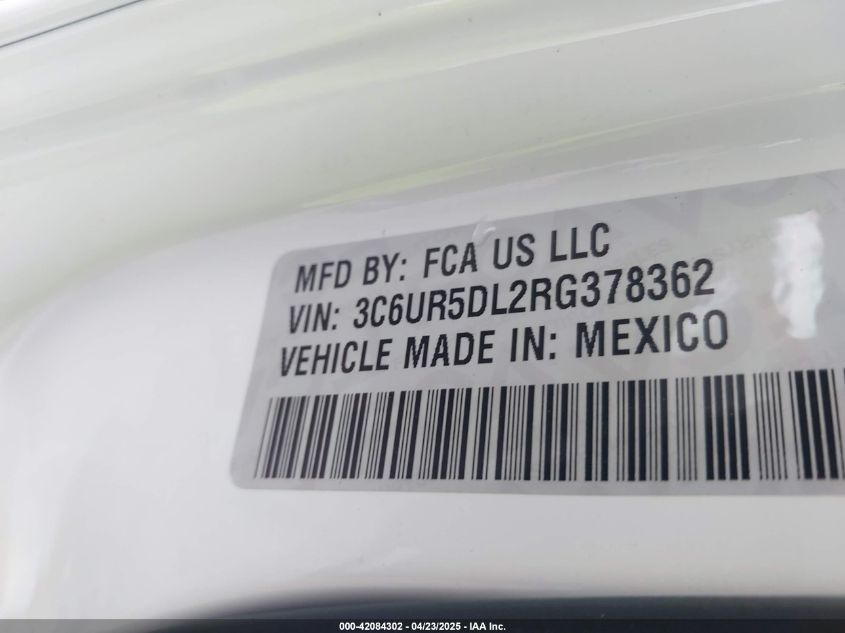 MFD BY: FCA US LLC
VIN: 3C6UR5DL2RG378362
VEHICLE MADE IN: MEXICO
000-42084302 - 04/23/2025 - IAA Inc.